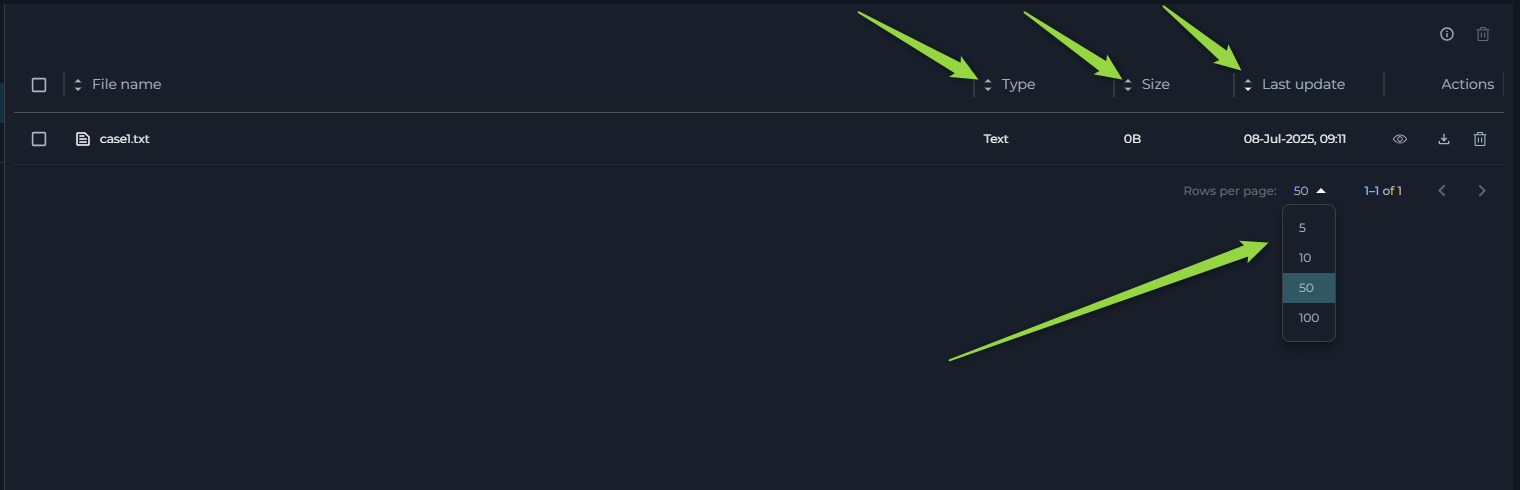 File name Type Size Last update Actions
case1.txt Text 0B 08-Jul-2025, 09:11
Rows per page: 50 1–1 of 1
5
10
50
100